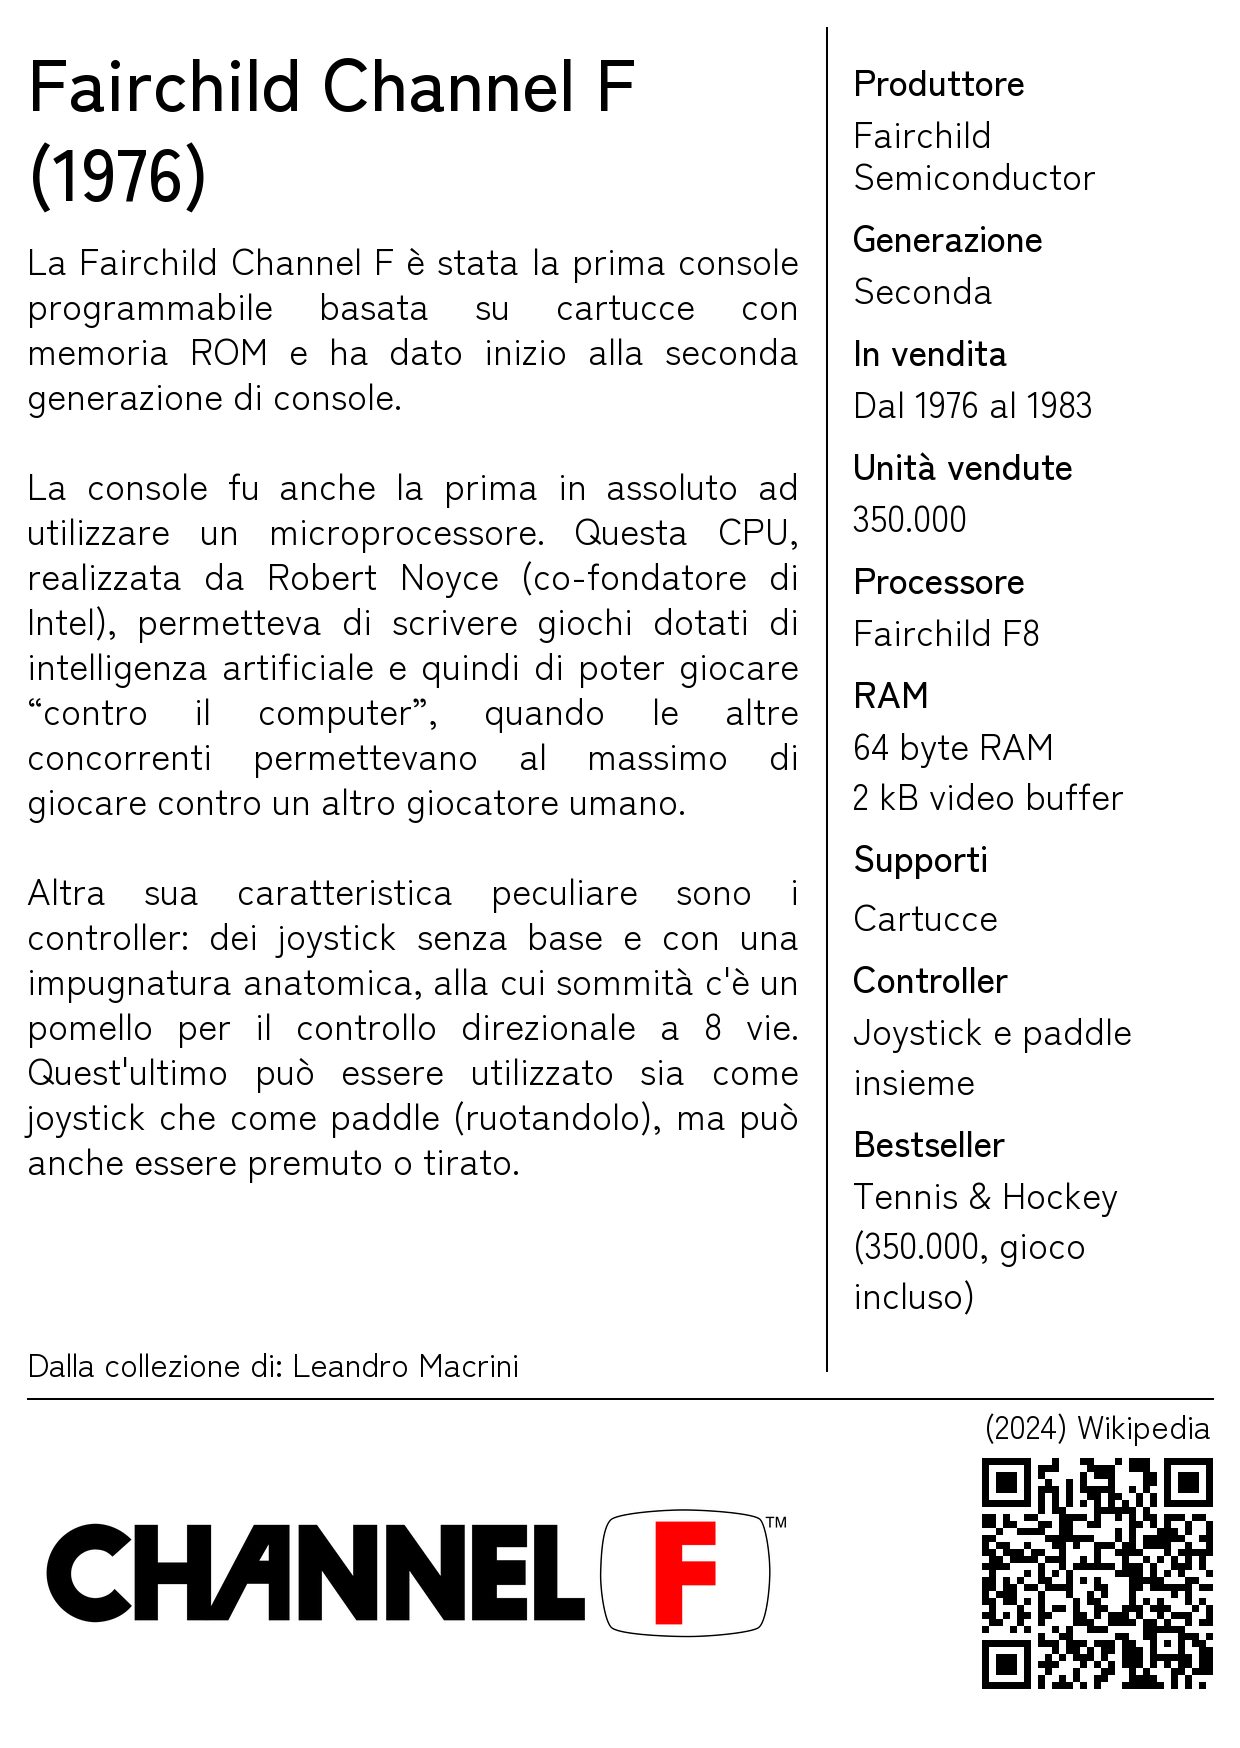 Fairchild Channel F
(1976)
La Fairchild Channel F è stata la prima console
programmabile basata su cartucce con
memoria ROM e ha dato inizio alla seconda
generazione di console.
La console fu anche la prima in assoluto ad
utilizzare un microprocessore. Questa CPU,
realizzata da Robert Noyce (co-fondatore di
Intel), permetteva di scrivere giochi dotati di
intelligenza artificiale e quindi di poter giocare
“contro il computer”, quando le altre
concorrenti permettevano al massimo di
giocare contro un altro giocatore umano.
Altra sua caratteristica peculiare sono i
controller: dei joystick senza base e con una
impugnatura anatomica, alla cui sommità c'è un
pomello per il controllo direzionale a 8 vie.
Quest'ultimo può essere utilizzato sia come
joystick che come paddle (ruotandolo), ma può
anche essere premuto o tirato.
Dalla collezione di: Leandro Macrini
Produttore
Fairchild
Semiconductor
Generazione
Seconda
In vendita
Dal 1976 al 1983
Unità vendute
350.000
Processore
Fairchild F8
RAM
64 byte RAM
2 kB video buffer
Supporti
Cartucce
Controller
Joystick e paddle
insieme
Bestseller
Tennis & Hockey
(350.000, gioco
incluso)
(2024) Wikipedia
CHANNEL F™